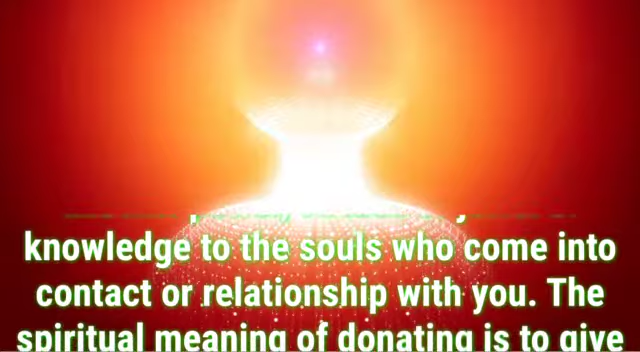 knowledge to the souls who come into
contact or relationship with you. The
spiritual meaning of donating is to give